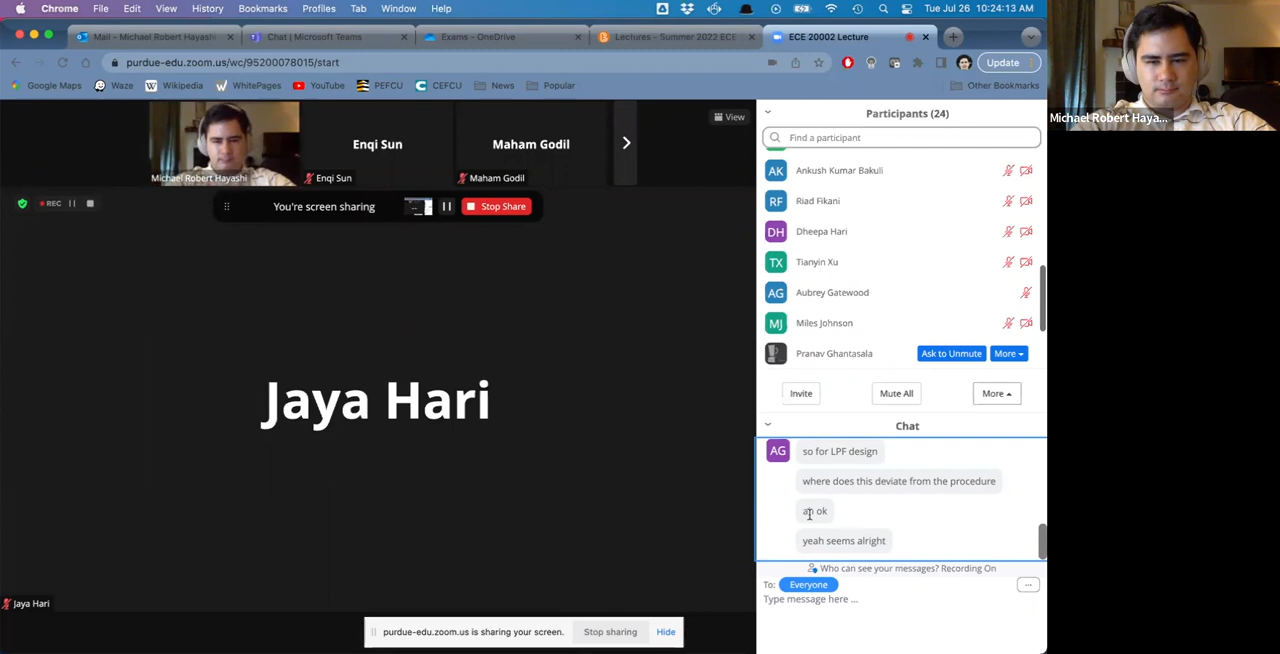 Chrome File Edit View History Bookmarks Profiles Tab Window Help Tue Jul 26 10:24:13 AM
Mail - Michael Robert Hayashi Chat | Microsoft Teams Exams - OneDrive Lectures - Summer 2022 ECE ECE 20002 Lecture
purdue-edu.zoom.us/wc/95200078015/start Update
Google Maps Waze Wikipedia WhitePages YouTube PEFCU CEFCU News Popular Other Bookmarks
Michael Robert Haya...
Michael Robert Hayashi
Enqi Sun
Enqi Sun
Maham Godil
Maham Godil
View
REC
You're screen sharing Stop Share
Jaya Hari
Jaya Hari
purdue-edu.zoom.us is sharing your screen. Stop sharing Hide
Participants (24)
Find a participant
AK Ankush Kumar Bakuli
RF Riad Fikani
DH Dheepa Hari
TX Tianyin Xu
AG Aubrey Gatewood
MJ Miles Johnson
Pranav Ghantasala Ask to Unmute More
Invite Mute All More
Chat
AG so for LPF design
where does this deviate from the procedure
ok
yeah seems alright
Who can see your messages? Recording On
To: Everyone ...
Type message here ...